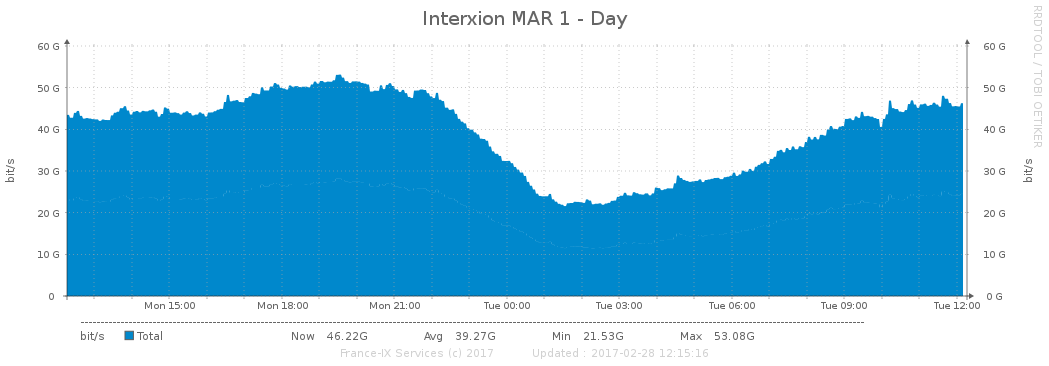 Interxion MAR 1 - Day
RRDTOOL / TOBI OETIKER
60 G 60 G
50 G 50 G
40 G 40 G
30 G 30 G
20 G 20 G
10 G 10 G
0 0 G
bit/s bit/s
Mon 15:00 Mon 18:00 Mon 21:00 Tue 00:00 Tue 03:00 Tue 06:00 Tue 09:00 Tue 12:00
bit/s Total Now 46.22G Avg 39.27G Min 21.53G Max 53.08G
France-IX Services (c) 2017 Updated : 2017-02-28 12:15:16